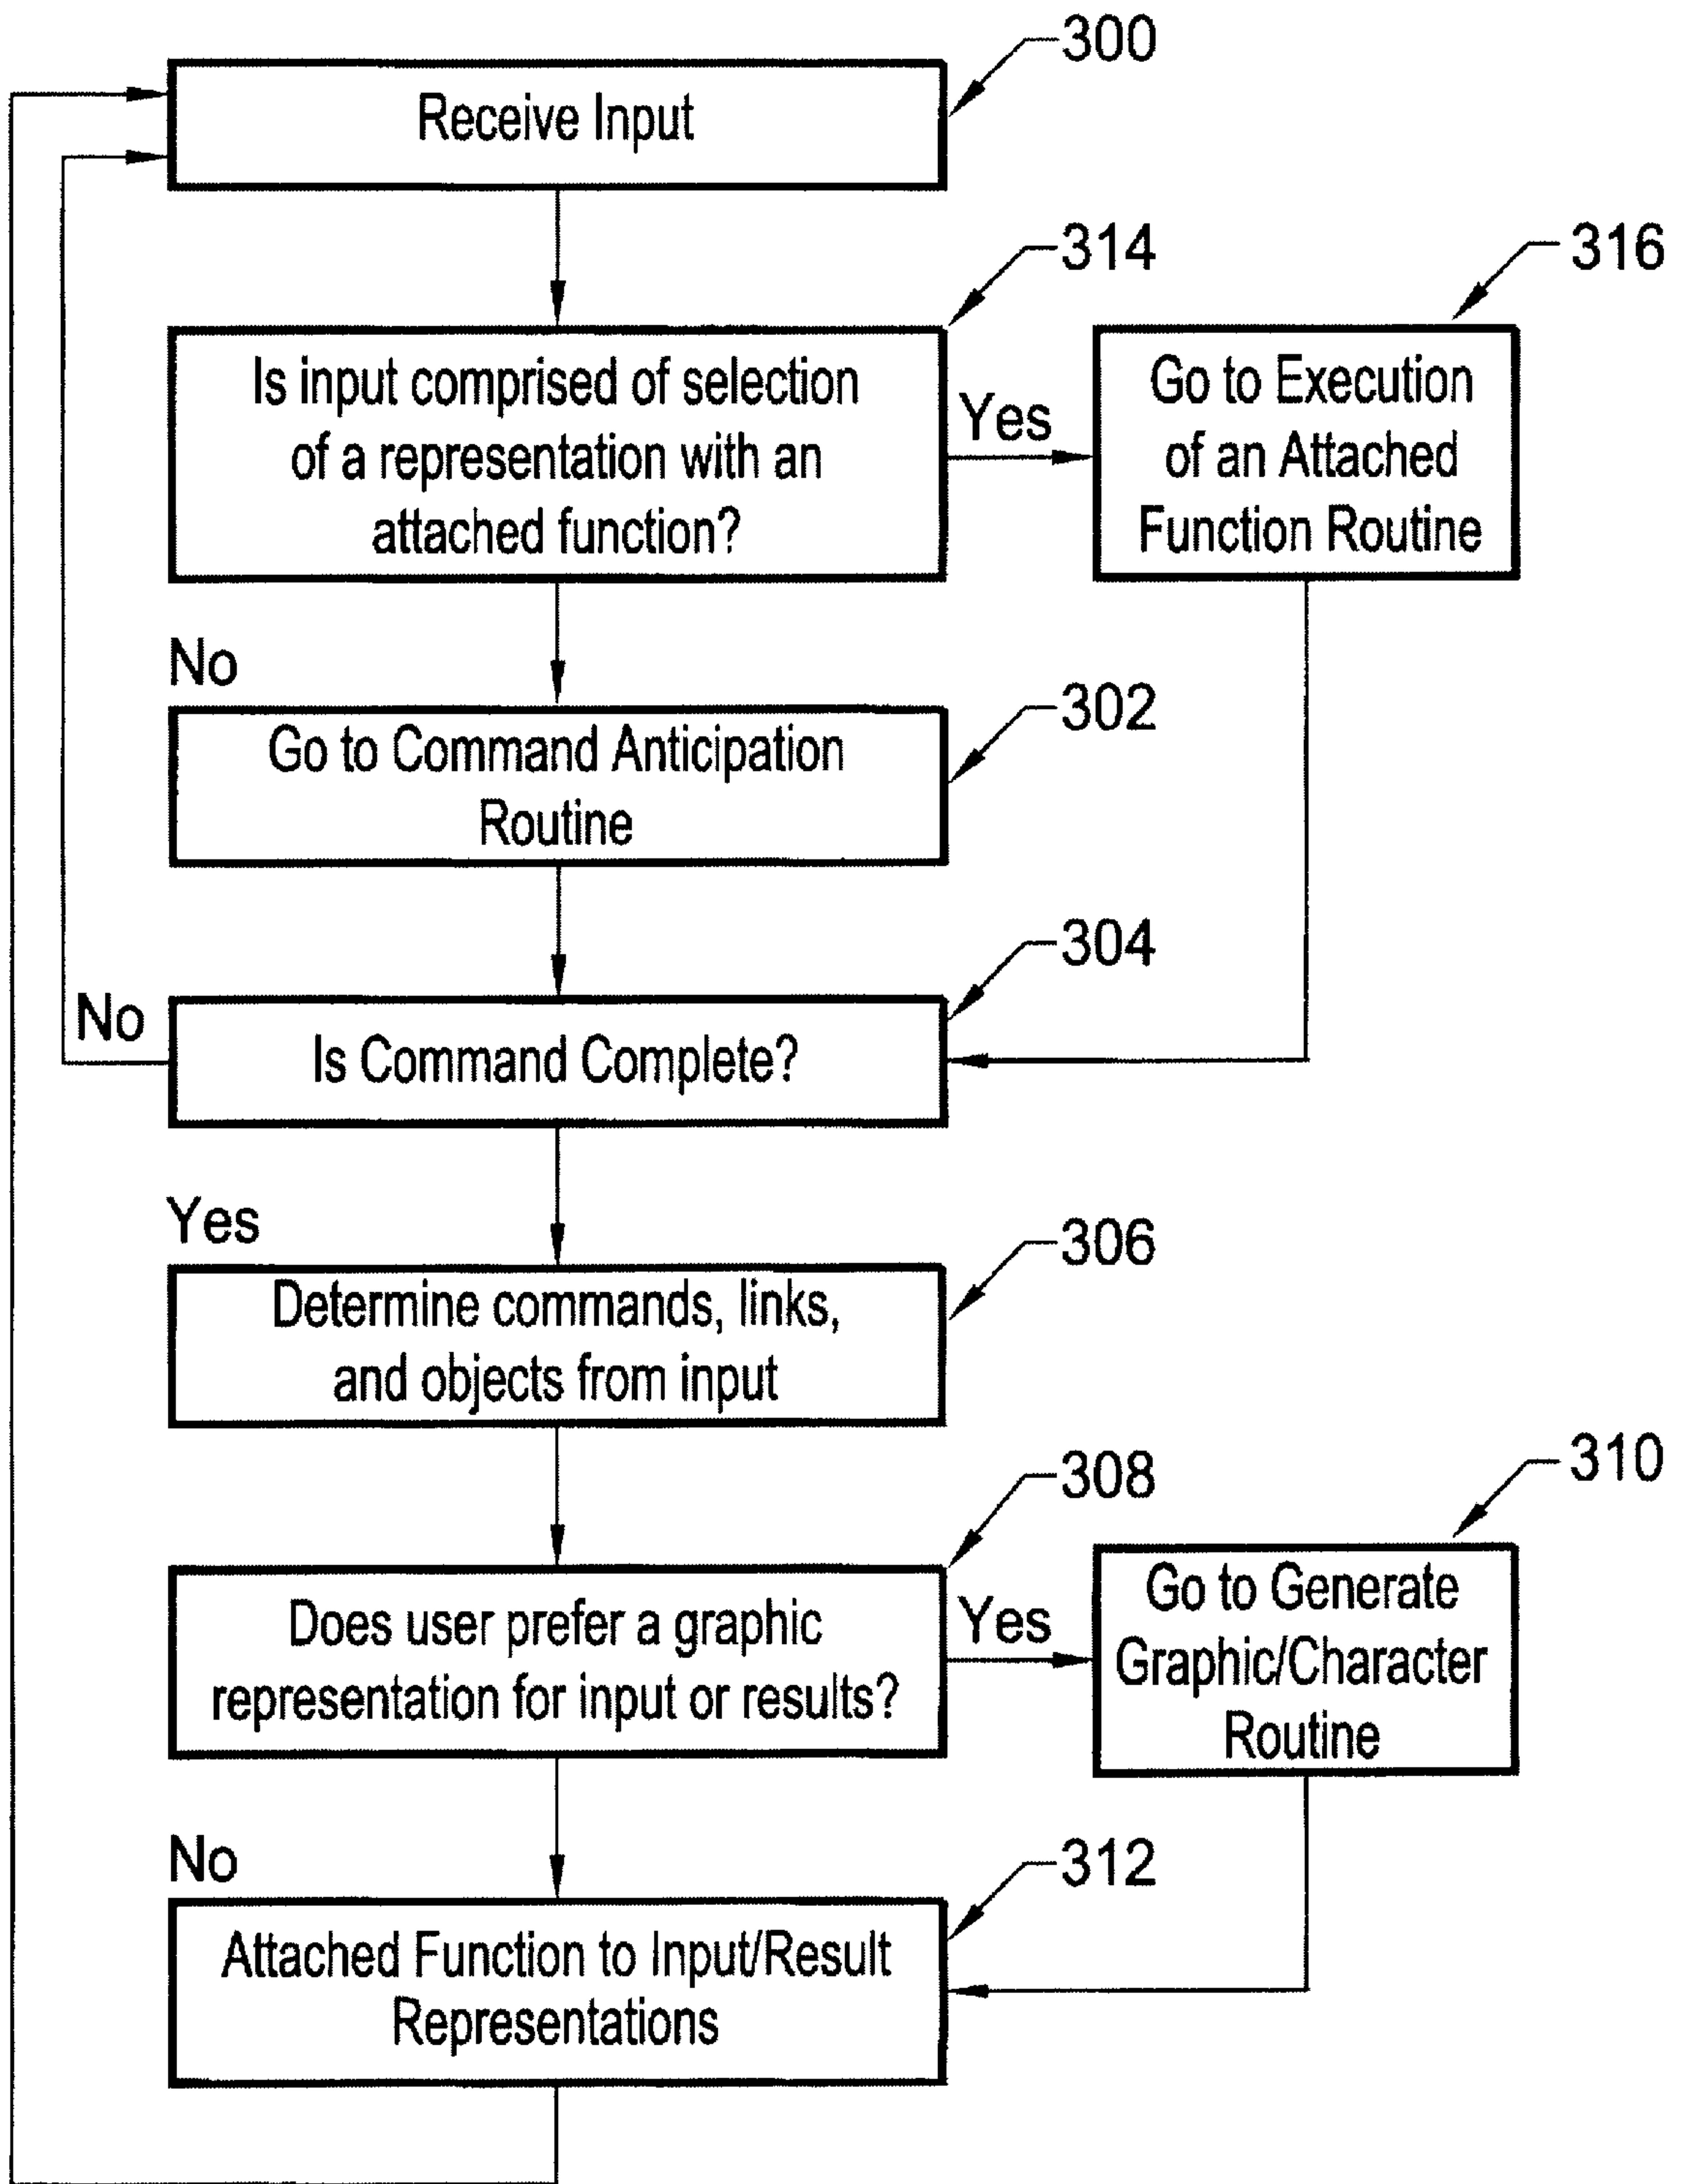 300
Receive Input
314
316
Is input comprised of selection
of a representation with an
attached function?
Yes
Go to Execution
of an Attached
Function Routine
No
302
Go to Command Anticipation
Routine
304
No
Is Command Complete?
Yes
306
Determine commands, links,
and objects from input
308
310
Does user prefer a graphic
representation for input or results?
Yes
Go to Generate
Graphic/Character
Routine
No
312
Attached Function to Input/Result
Representations